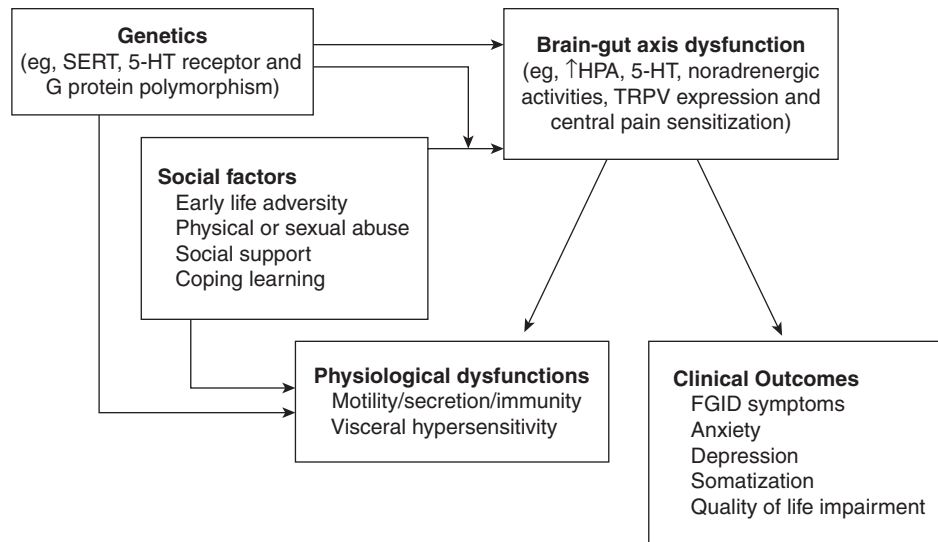 Genetics
(eg, SERT, 5-HT receptor and
G protein polymorphism)
Brain-gut axis dysfunction
(eg, ↑HPA, 5-HT, noradrenergic
activities, TRPV expression and
central pain sensitization)
Social factors
Early life adversity
Physical or sexual abuse
Social support
Coping learning
Physiological dysfunctions
Motility/secretion/immunity
Visceral hypersensitivity
Clinical Outcomes
FGID symptoms
Anxiety
Depression
Somatization
Quality of life impairment